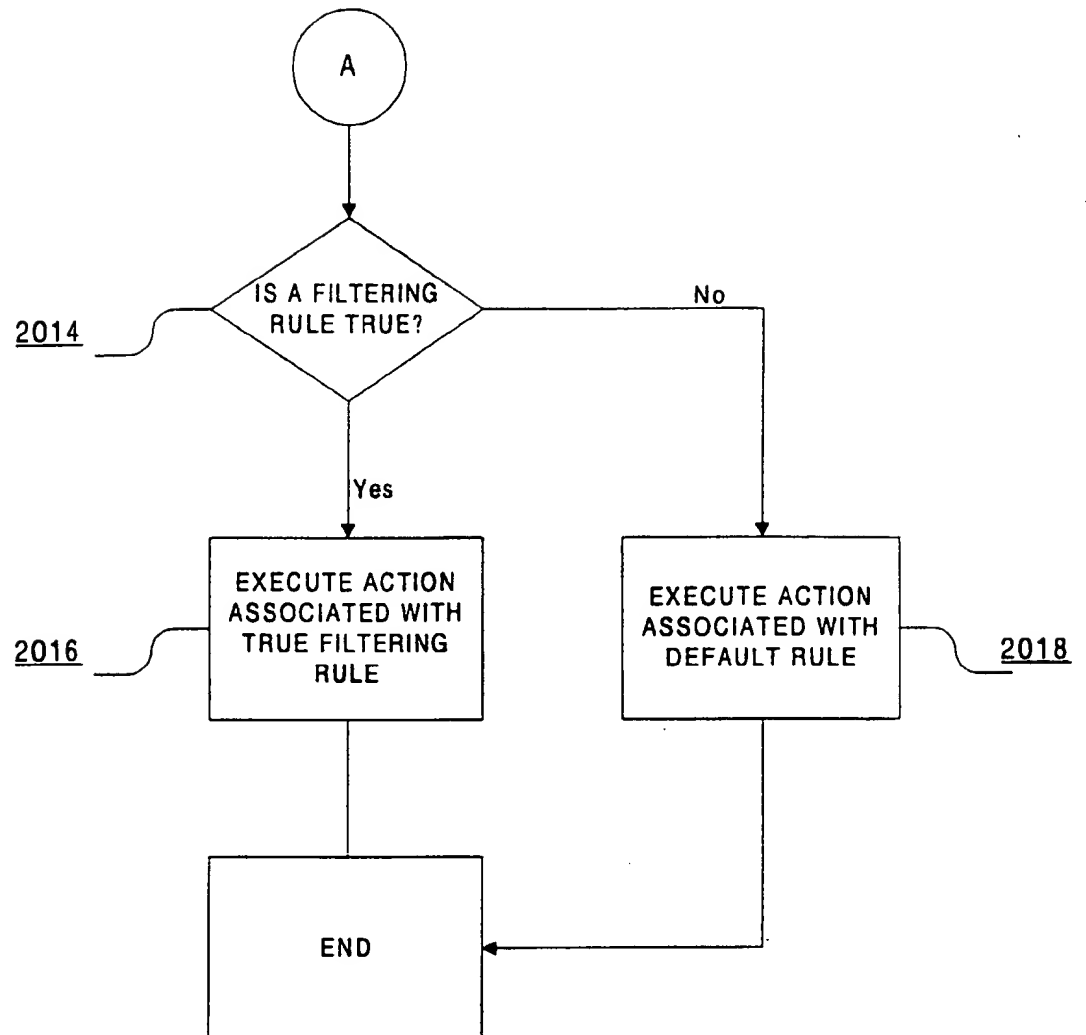 A
IS A FILTERING
RULE TRUE?
No
2014
Yes
EXECUTE ACTION
ASSOCIATED WITH
TRUE FILTERING
RULE
2016
EXECUTE ACTION
ASSOCIATED WITH
DEFAULT RULE
2018
END